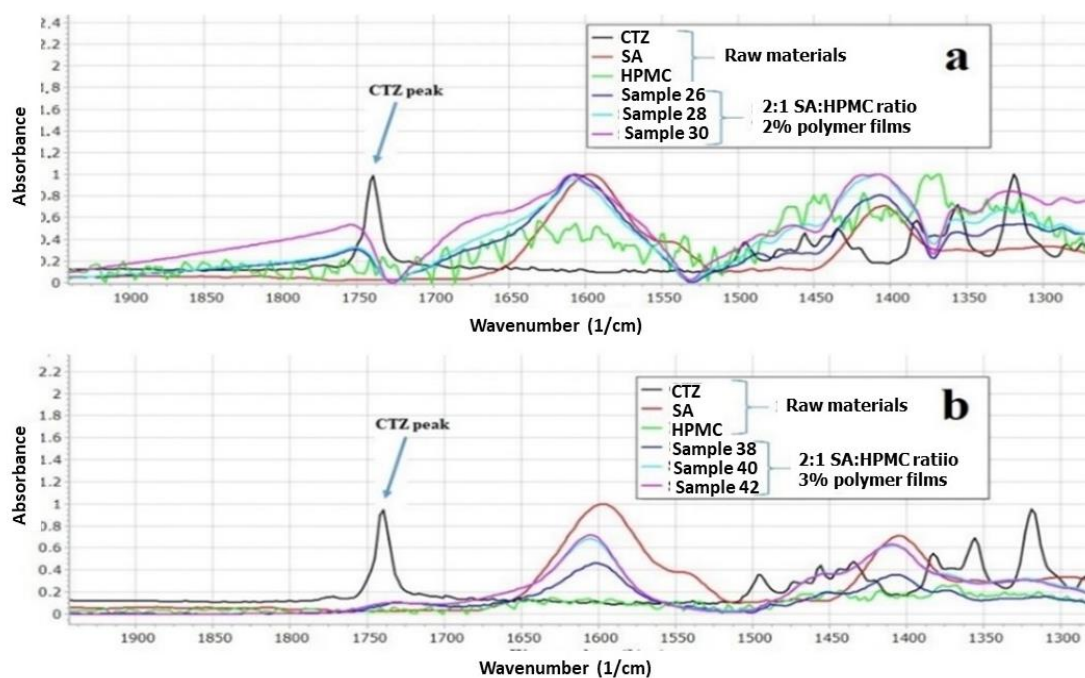 2.4
2.2
2
1.8
1.6
1.4
1.2
1
0.8
0.6
0.4
0.2
0
Absorbance
CTZ peak
CTZ
SA
HPMC
Raw materials
Sample 26
Sample 28
Sample 30
2:1 SA:HPMC ratio
2% polymer films
a
1900 1850 1800 1750 1700 1650 1600 1550 1500 1450 1400 1350 1300
Wavenumber (1/cm)
2.2
2
1.8
1.6
1.4
1.2
1
0.8
0.6
0.4
0.2
0
Absorbance
CTZ peak
CTZ
SA
HPMC
Raw materials
Sample 38
Sample 40
Sample 42
2:1 SA:HPMC ratiio
3% polymer films
b
1900 1850 1800 1750 1700 1650 1600 1550 1500 1450 1400 1350 1300
Wavenumber (1/cm)